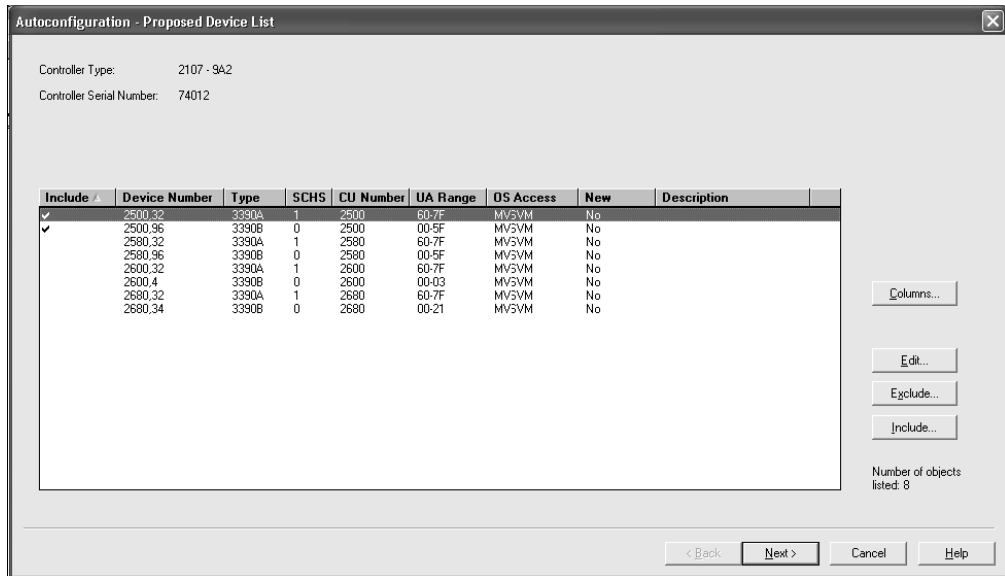 Autoconfiguration - Proposed Device List
Controller Type: 2107 - 9A2
Controller Serial Number: 74012
Include Device Number Type SCHS CU Number UA Range OS Access New Description
2500,32 3390A 1 2500 60-7F MVSVM No
2500,96 3390B 0 2500 00-5F MVSVM No
2580,32 3390A 1 2580 60-7F MVSVM No
2580,96 3390B 0 2580 00-5F MVSVM No
2600,32 3390A 1 2600 60-7F MVSVM No
2600,4 3390B 0 2600 00-03 MVSVM No
2680,32 3390A 1 2680 60-7F MVSVM No
2680,34 3390B 0 2680 00-21 MVSVM No
Columns...
Edit...
Exclude...
Include...
Number of objects
listed: 8
< Back Next > Cancel Help